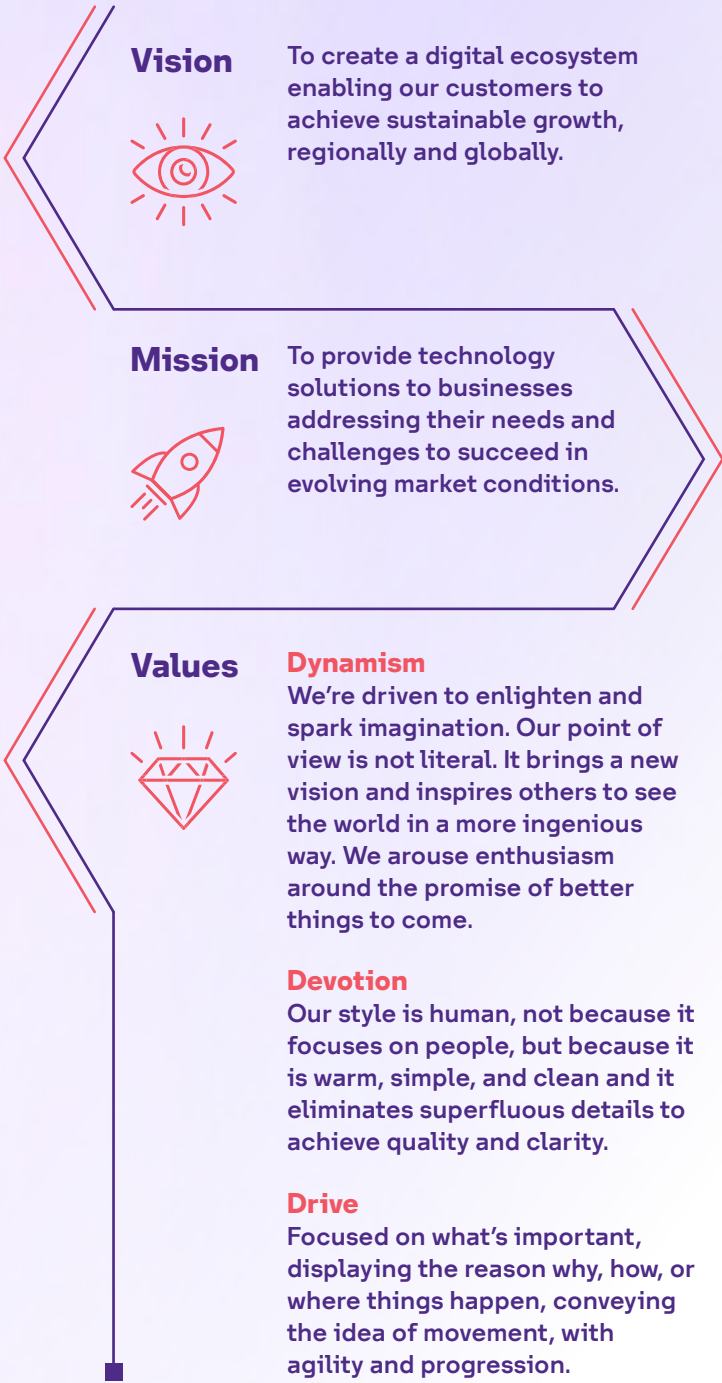 Vision
To create a digital ecosystem
enabling our customers to
achieve sustainable growth,
regionally and globally.
Mission
To provide technology
solutions to businesses
addressing their needs and
challenges to succeed in
evolving market conditions.
Values
Dynamism
We’re driven to enlighten and
spark imagination. Our point of
view is not literal. It brings a new
vision and inspires others to see
the world in a more ingenious
way. We arouse enthusiasm
around the promise of better
things to come.
Devotion
Our style is human, not because it
focuses on people, but because it
is warm, simple, and clean and it
eliminates superfluous details to
achieve quality and clarity.
Drive
Focused on what’s important,
displaying the reason why, how, or
where things happen, conveying
the idea of movement, with
agility and progression.